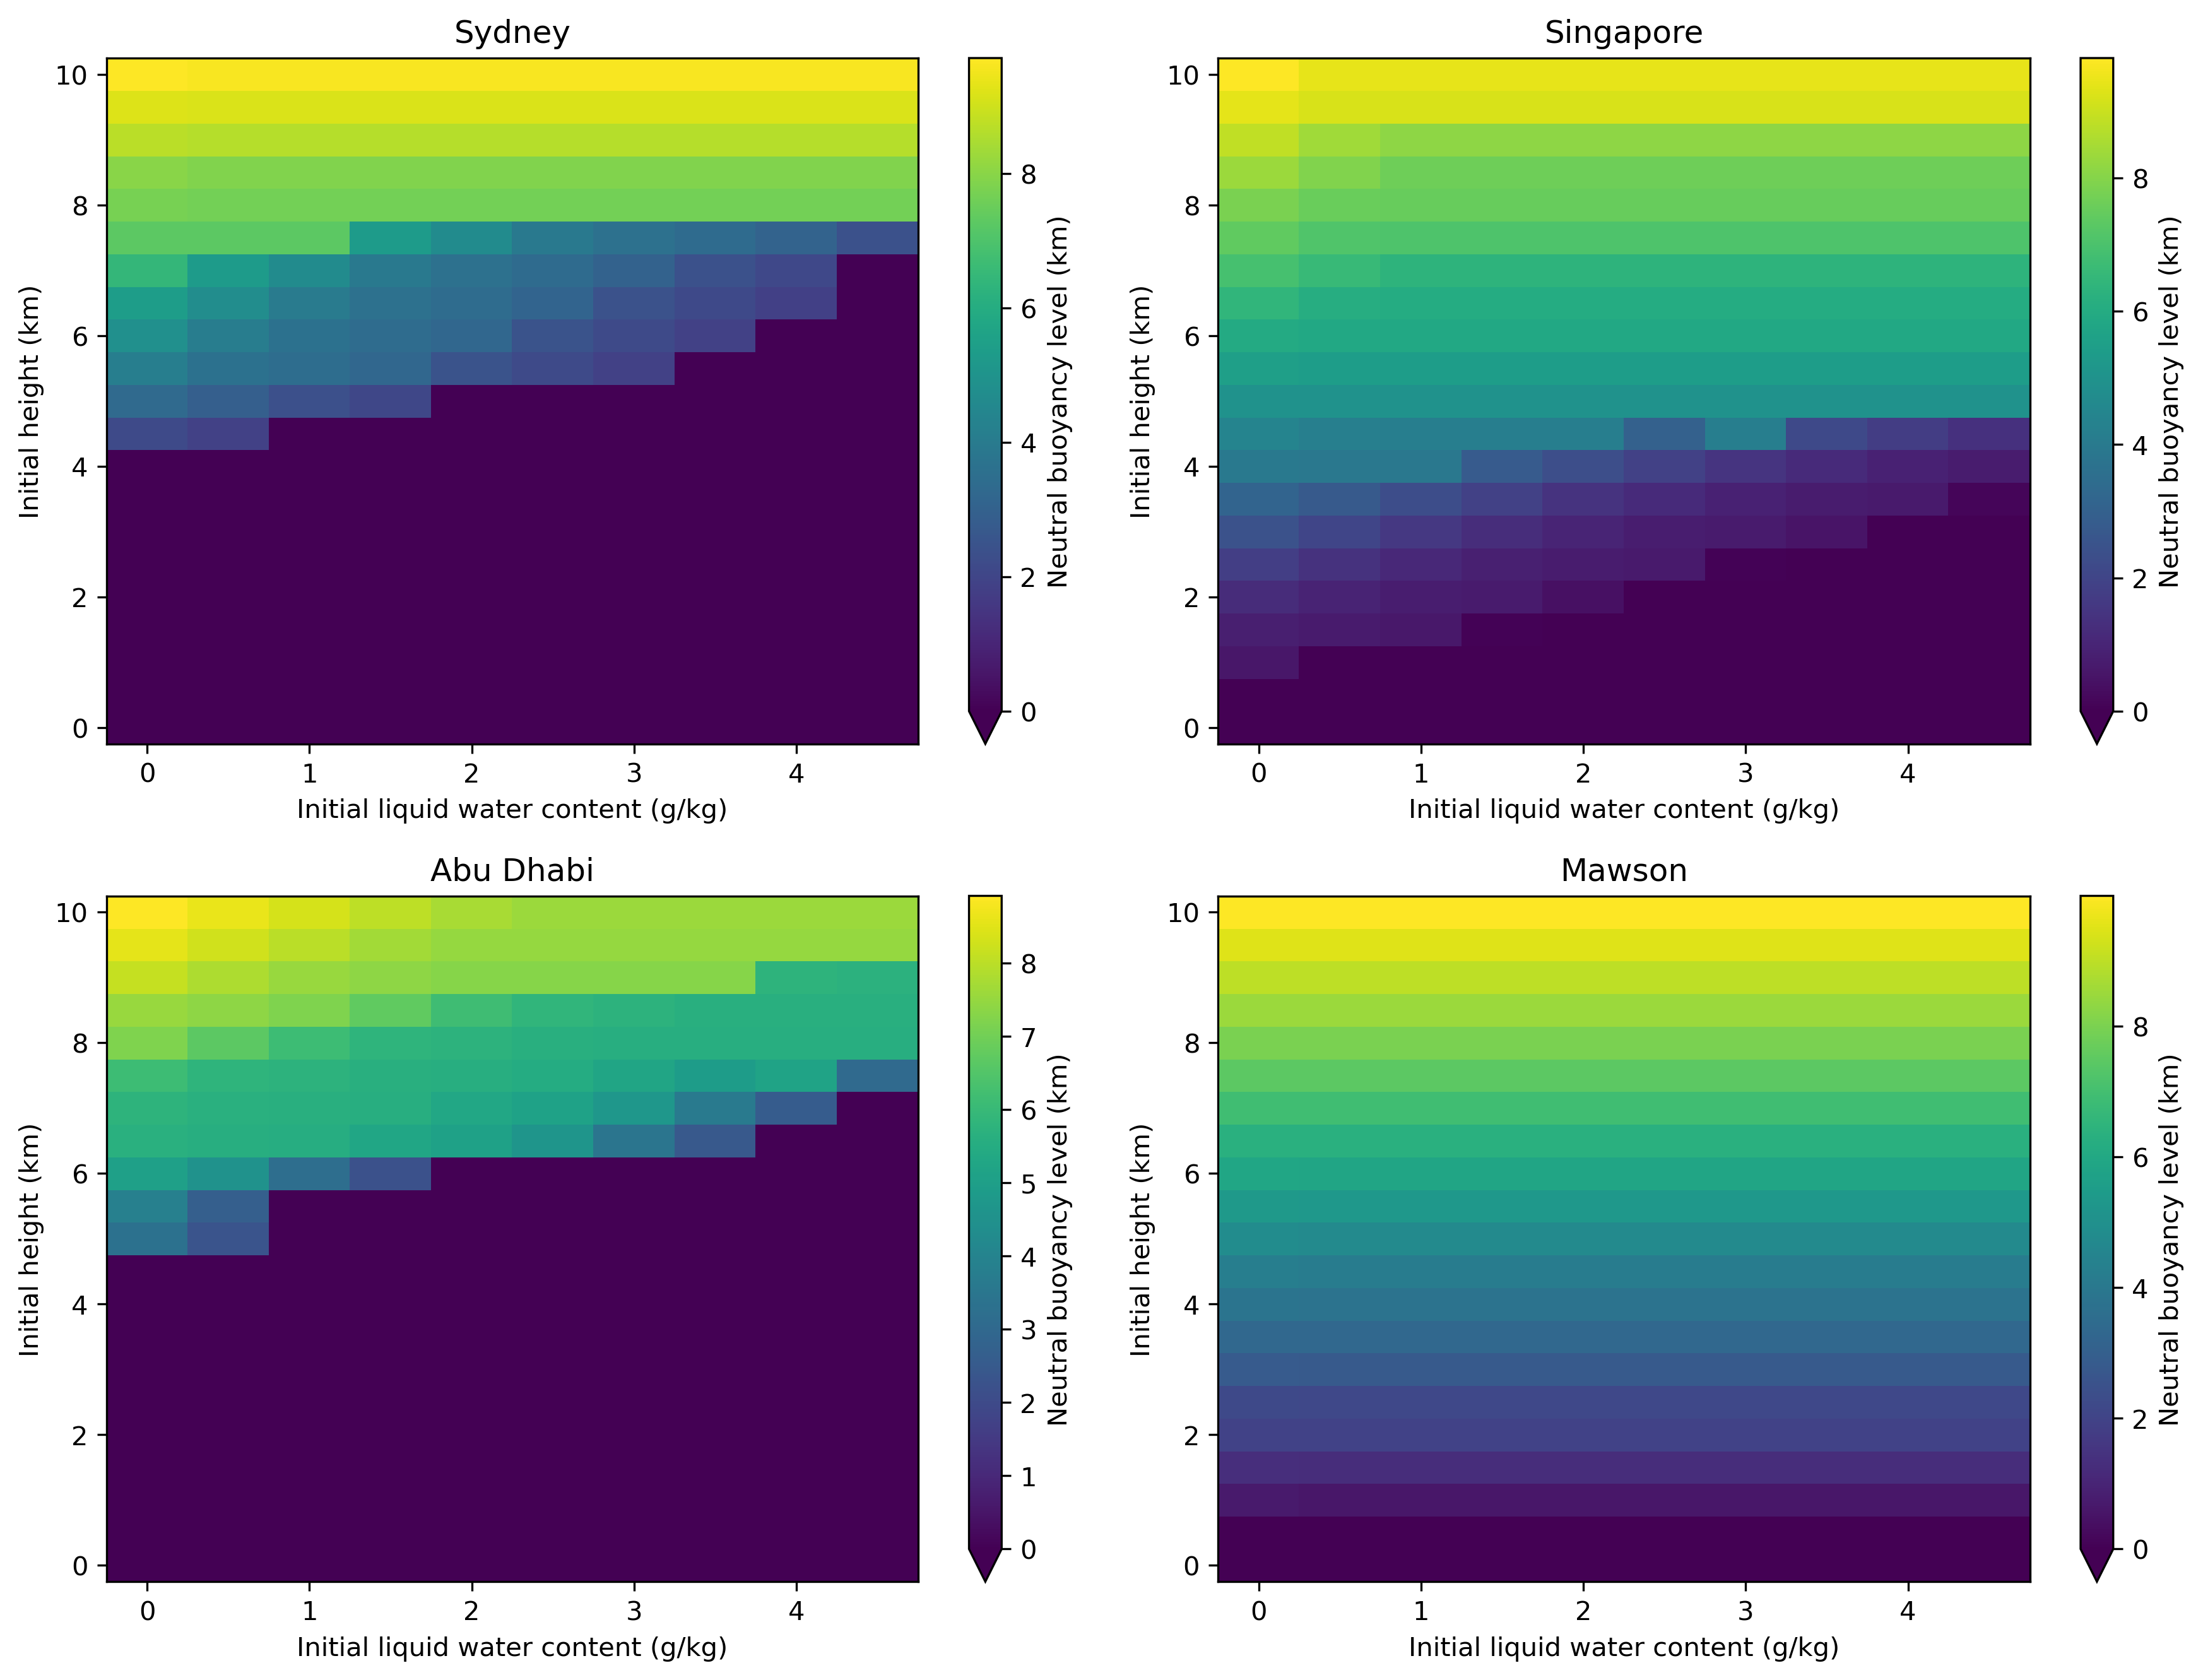 Sydney
10
8
6
4
2
0
Initial height (km)
0 1 2 3 4
Initial liquid water content (g/kg)
8
6
4
2
0
Neutral buoyancy level (km)
Singapore
10
8
6
4
2
0
Initial height (km)
0 1 2 3 4
Initial liquid water content (g/kg)
8
6
4
2
0
Neutral buoyancy level (km)
Abu Dhabi
10
8
6
4
2
0
Initial height (km)
0 1 2 3 4
Initial liquid water content (g/kg)
8
7
6
5
4
3
2
1
0
Neutral buoyancy level (km)
Mawson
10
8
6
4
2
0
Initial height (km)
0 1 2 3 4
Initial liquid water content (g/kg)
8
6
4
2
0
Neutral buoyancy level (km)